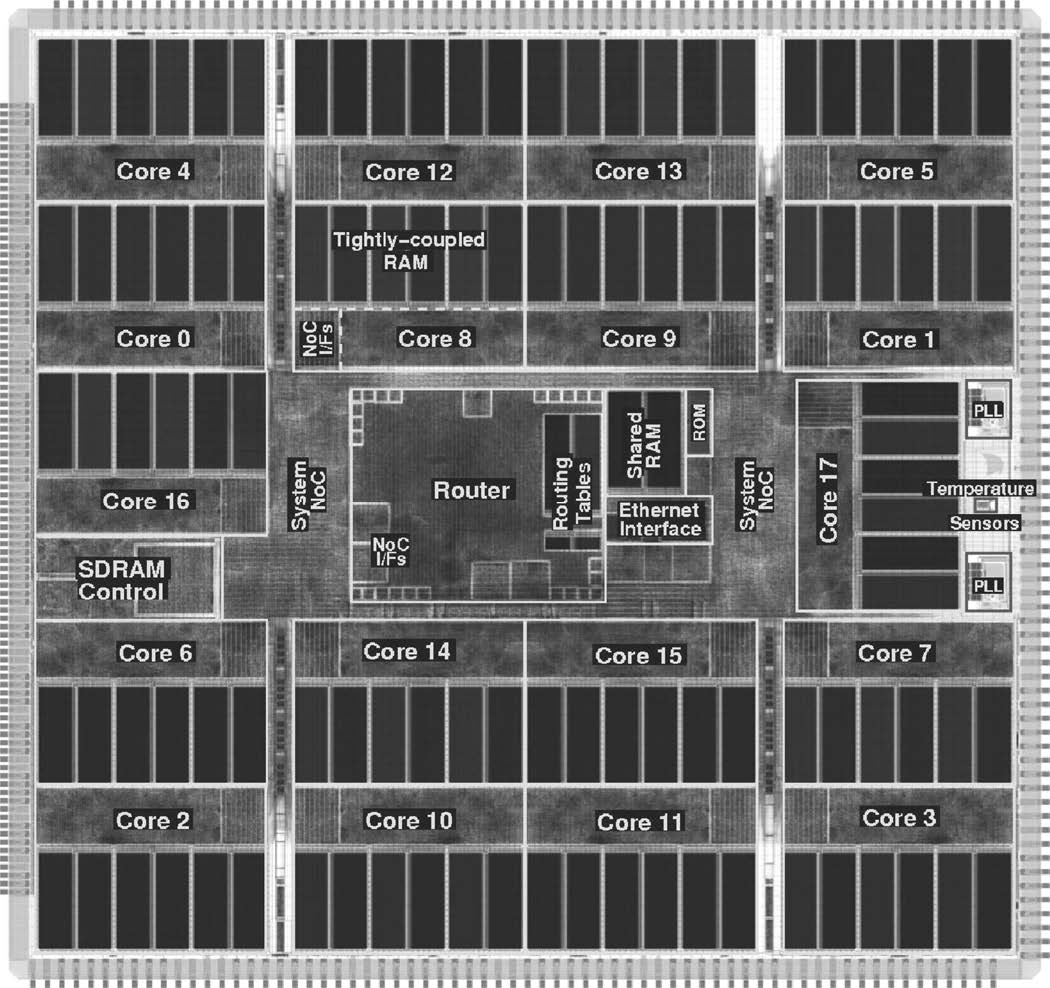 Core 4
Core 12
Core 13
Core 5
Tightly-coupled
RAM
Core 0
NoC
I/Fs
Core 8
Core 9
Core 1
Core 16
System
NoC
Router
NoC
I/Fs
Routing
Tables
Shared
RAM
ROM
Ethernet
Interface
System
NoC
Core 17
PLL
Temperature
Sensors
PLL
SDRAM
Control
Core 6
Core 14
Core 15
Core 7
Core 2
Core 10
Core 11
Core 3